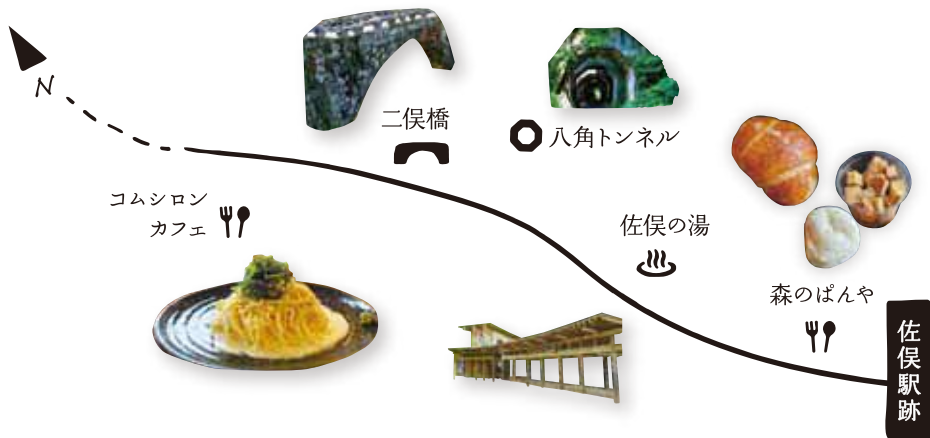 N
二俣橋
八角トンネル
コムシロン
カフェ
佐俣の湯
森のぱんや
佐俣駅跡